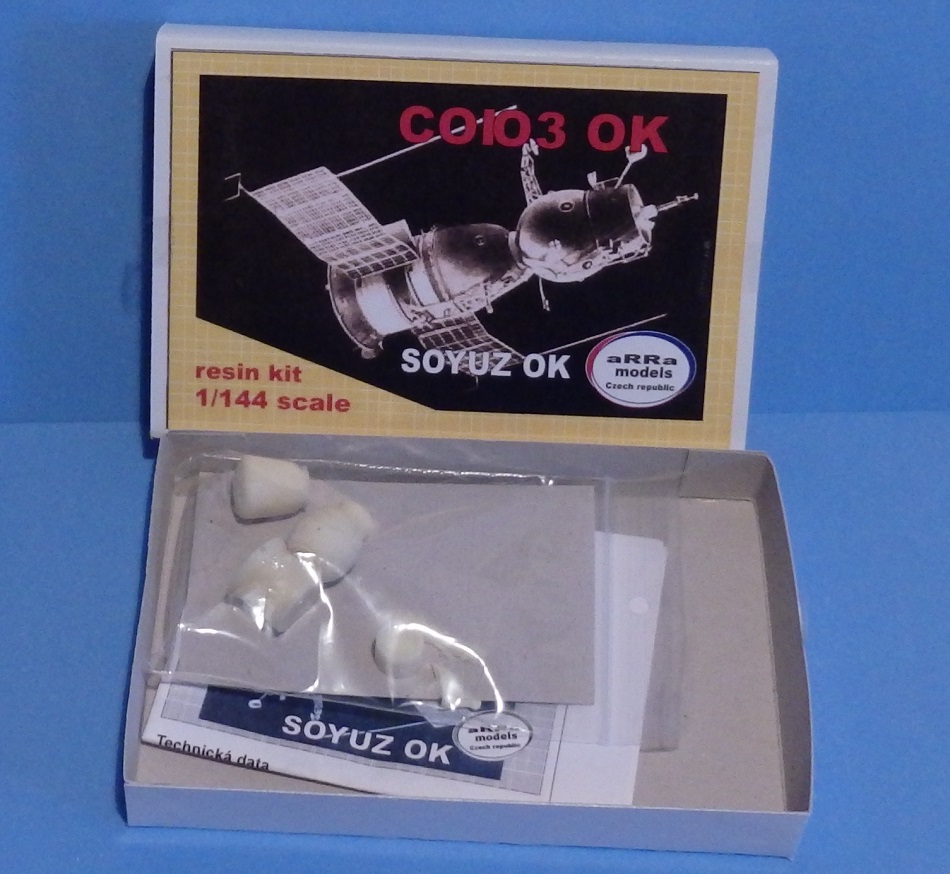 СОЮЗ ОК
SOYUZ OK
aRRa
models
Czech republic
resin kit
1/144 scale
SOYUZ OK
models
Czech republic
Technická data